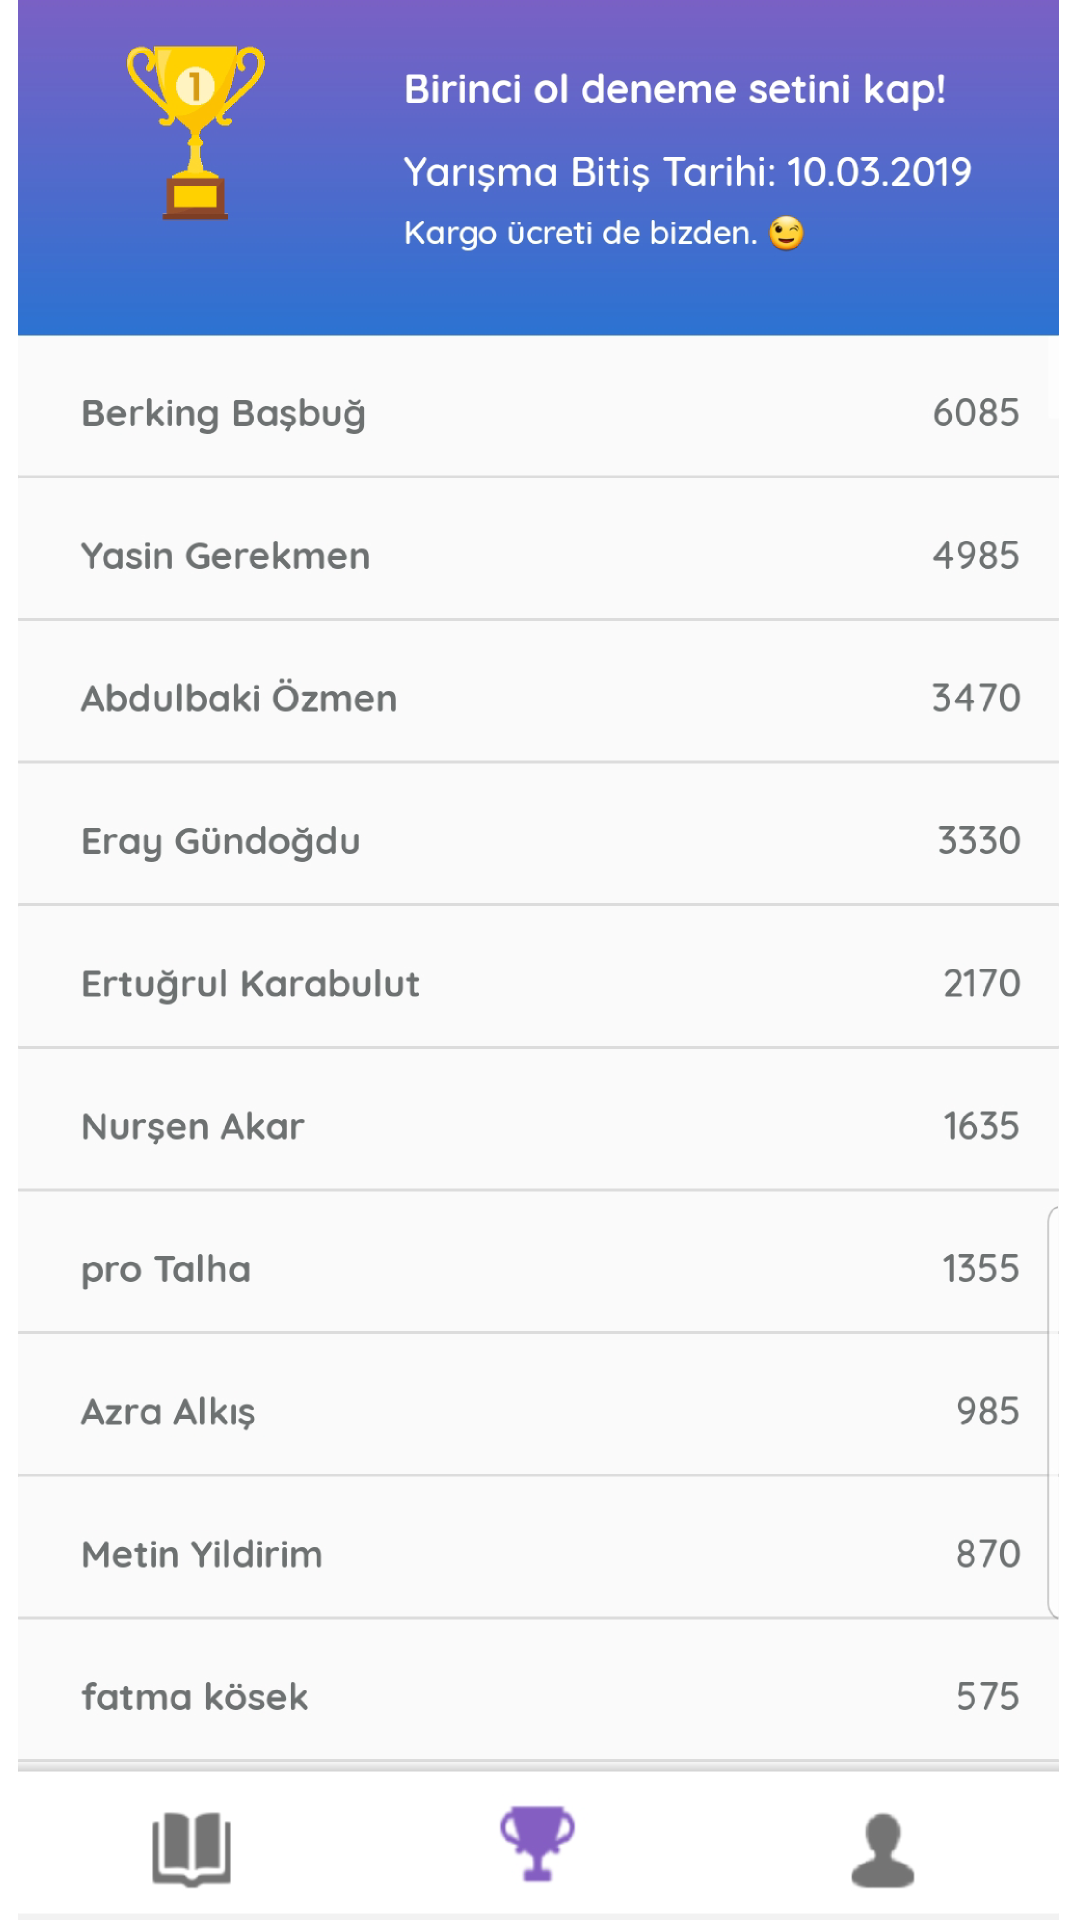 1
Birinci ol deneme setini kap!
Yarışma Bitiş Tarihi: 10.03.2019
Kargo ücreti de bizden. 😉
Berking Başbuğ 6085
Yasin Gerekmen 4985
Abdulbaki Özmen 3470
Eray Gündoğdu 3330
Ertuğrul Karabulut 2170
Nurşen Akar 1635
pro Talha 1355
Azra Alkış 985
Metin Yildirim 870
fatma kösek 575